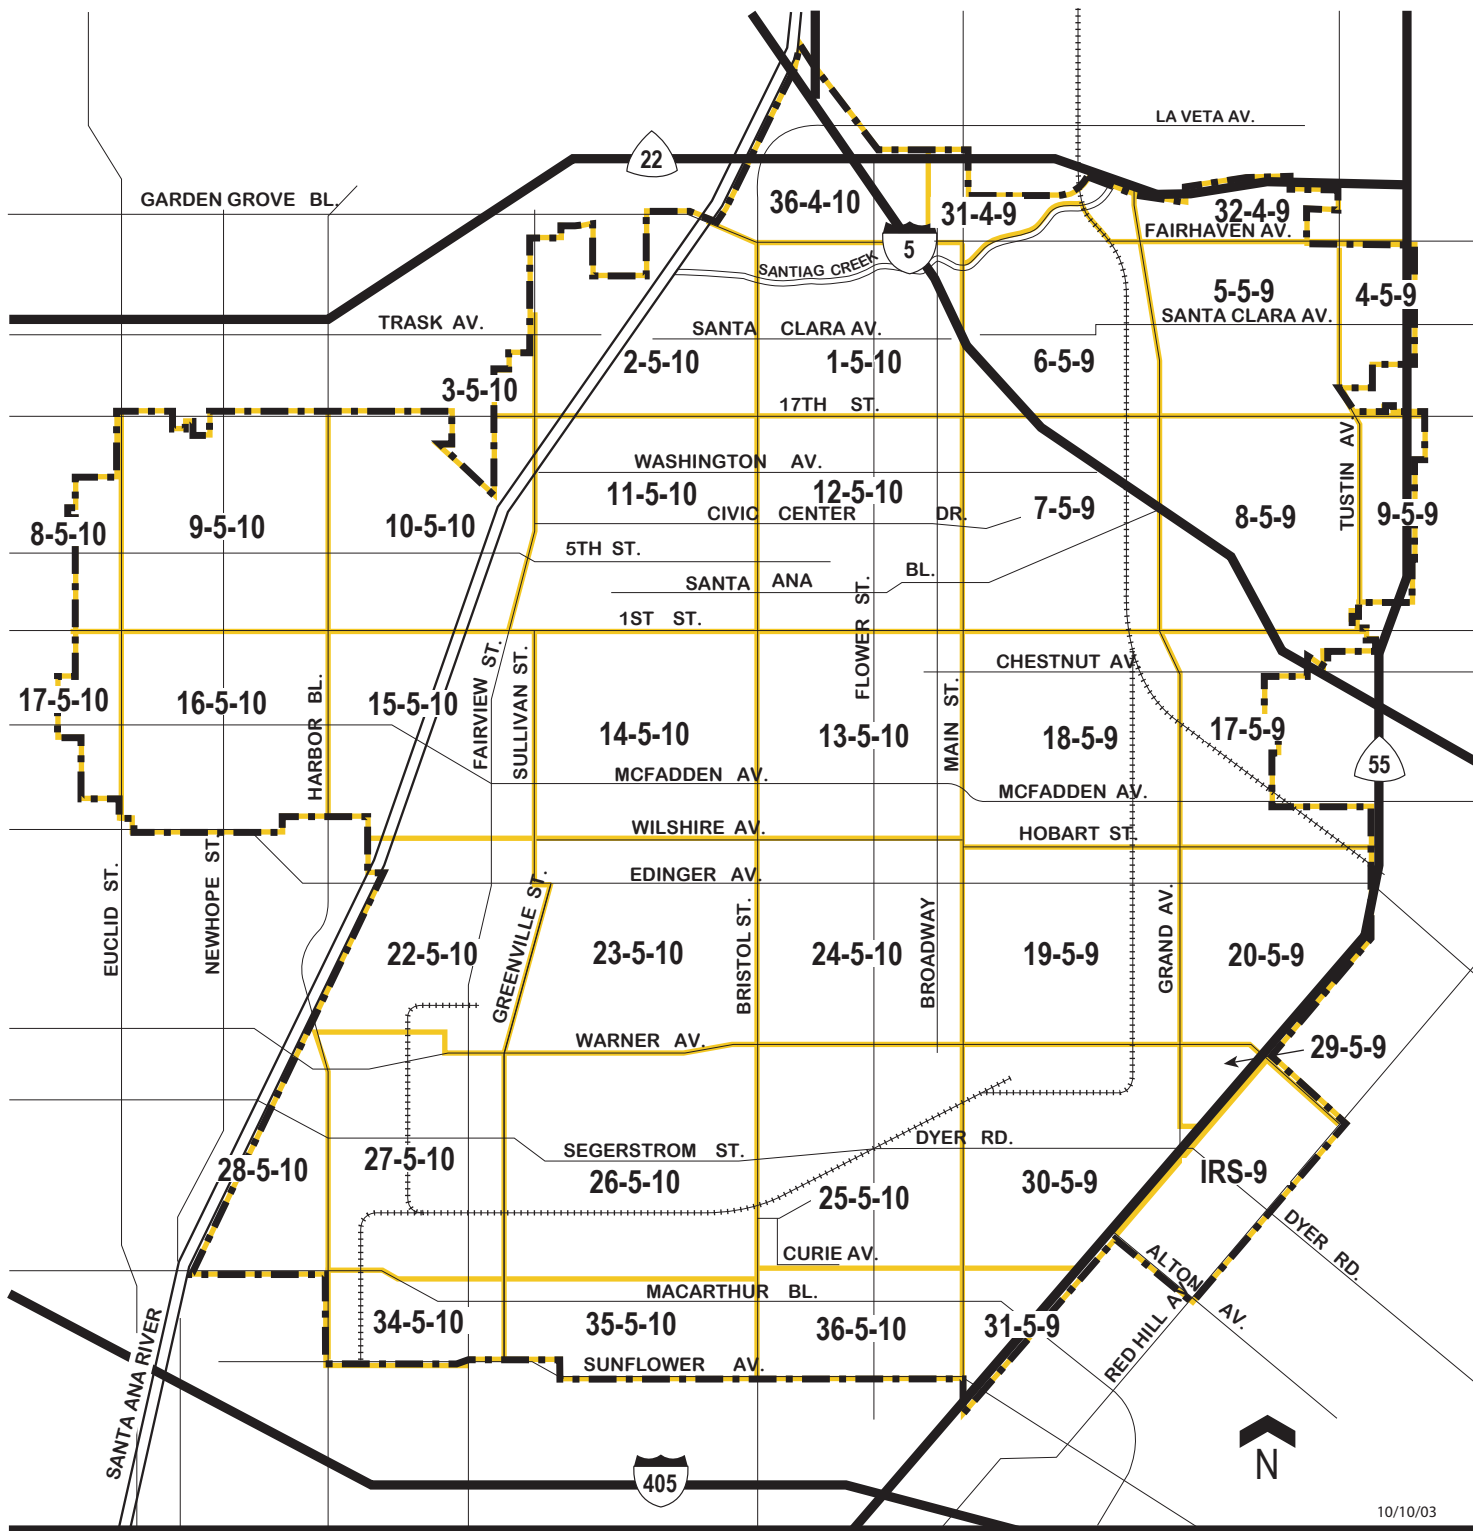 LA VETA AV.
22
GARDEN GROVE BL.
36-4-10
31-4-9
32-4-9
FAIRHAVEN AV.
5
SANTIAG CREEK
5-5-9
4-5-9
TRASK AV.
SANTA CLARA AV.
SANTA CLARA AV.
2-5-10
1-5-10
6-5-9
3-5-10
17TH ST.
TUSTIN AV.
WASHINGTON AV.
11-5-10
12-5-10
7-5-9
8-5-9
9-5-9
CIVIC CENTER DR.
8-5-10
9-5-10
10-5-10
5TH ST.
SANTA ANA BL.
FLOWER ST.
1ST ST.
CHESTNUT AV.
FAIRVIEW ST.
SULLIVAN ST.
HARBOR BL.
MAIN ST.
17-5-10
16-5-10
15-5-10
14-5-10
13-5-10
18-5-9
17-5-9
55
MCFADDEN AV.
MCFADDEN AV.
WILSHIRE AV.
HOBART ST.
EDINGER AV.
EUCLID ST.
NEWHOPE ST.
GREENVILLE ST.
BRISTOL ST.
BROADWAY
GRAND AV.
22-5-10
23-5-10
24-5-10
19-5-9
20-5-9
WARNER AV.
29-5-9
DYER RD.
SEGERSTROM ST.
28-5-10
27-5-10
26-5-10
25-5-10
30-5-9
IRS-9
DYER RD.
CURIE AV.
ALTON AV.
MACARTHUR BL.
RED HILL AV.
34-5-10
35-5-10
36-5-10
31-5-9
SUNFLOWER AV.
SANTA ANA RIVER
405
N
10/10/03